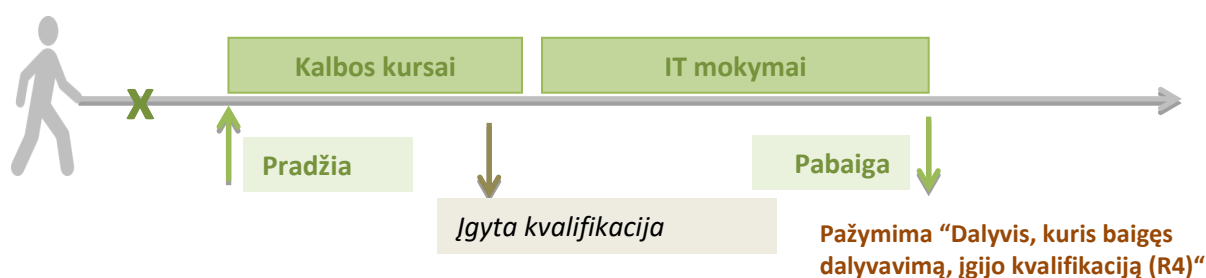 Kalbos kursai
IT mokymai
X
Pradžia
Pabaiga
Įgyta kvalifikacija
Pažymima “Dalyvis, kuris baigęs
dalyvavimą, įgijo kvalifikaciją (R4)“